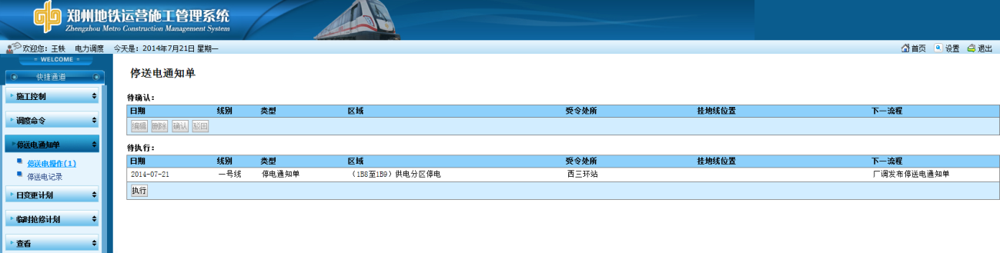 郑州地铁运营施工管理系统
Zhengzhou Metro Construction Management System
欢迎您：王轶 电力调度 今天是：2014年7月21日 星期一
首页 设置 退出
WELCOME
快捷通道
施工控制
调度命令
停送电通知单
停送电操作(1)
停送电记录
日变更计划
临时抢修计划
查看
停送电通知单
待确认：
日期 线别 类型 区域 受令处所 挂地线位置 下一流程
编辑 删除 确认 驳回
待执行：
日期 线别 类型 区域 受令处所 挂地线位置 下一流程
2014-07-21 一号线 停电通知单 （1B8至1B9）供电分区停电 西三环站 厂调发布停送电通知单
执行